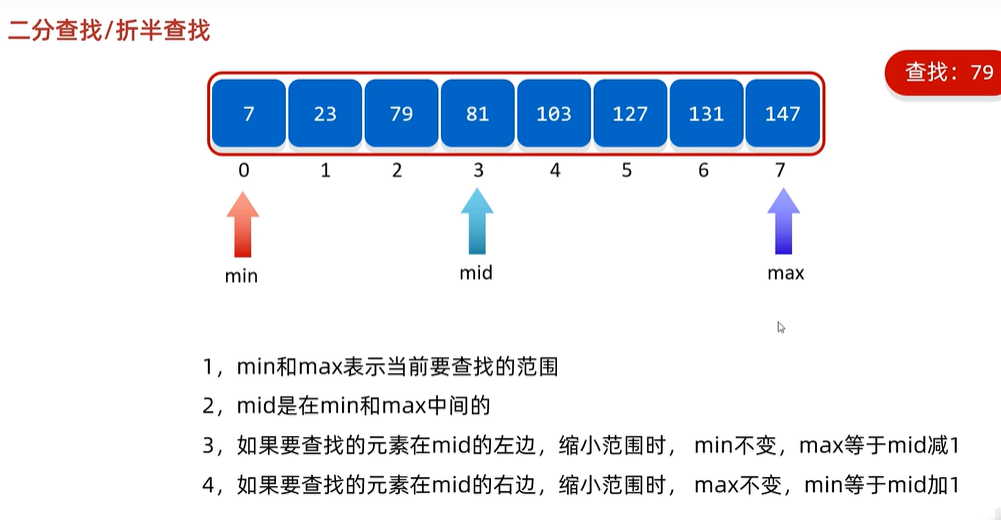 二分查找/折半查找
查找：79
7 23 79 81 103 127 131 147
0 1 2 3 4 5 6 7
min mid max
1，min和max表示当前要查找的范围
2，mid是在min和max中间的
3，如果要查找的元素在mid的左边，缩小范围时， min不变，max等于mid减1
4，如果要查找的元素在mid的右边，缩小范围时， max不变，min等于mid加1